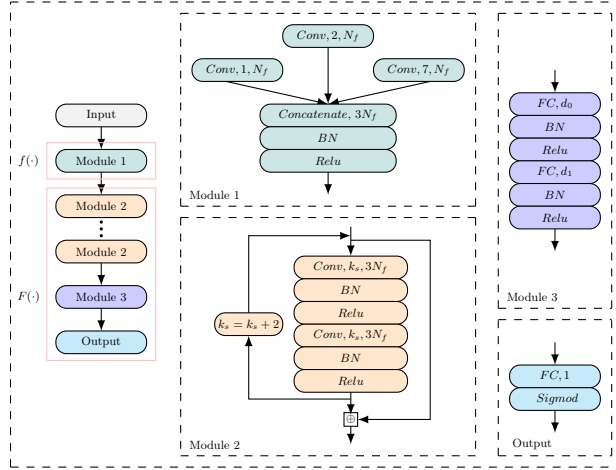 Input
f(·)
Module 1
Module 2
Module 2
F(·)
Module 3
Output
Conv, 2, N_f
Conv, 1, N_f
Conv, 7, N_f
Concatenate, 3N_f
BN
Relu
Module 1
Conv, k_s, 3N_f
BN
Relu
k_s = k_s + 2
Conv, k_s, 3N_f
BN
Relu
⊕
Module 2
FC, d_0
BN
Relu
FC, d_1
BN
Relu
Module 3
FC, 1
Sigmod
Output